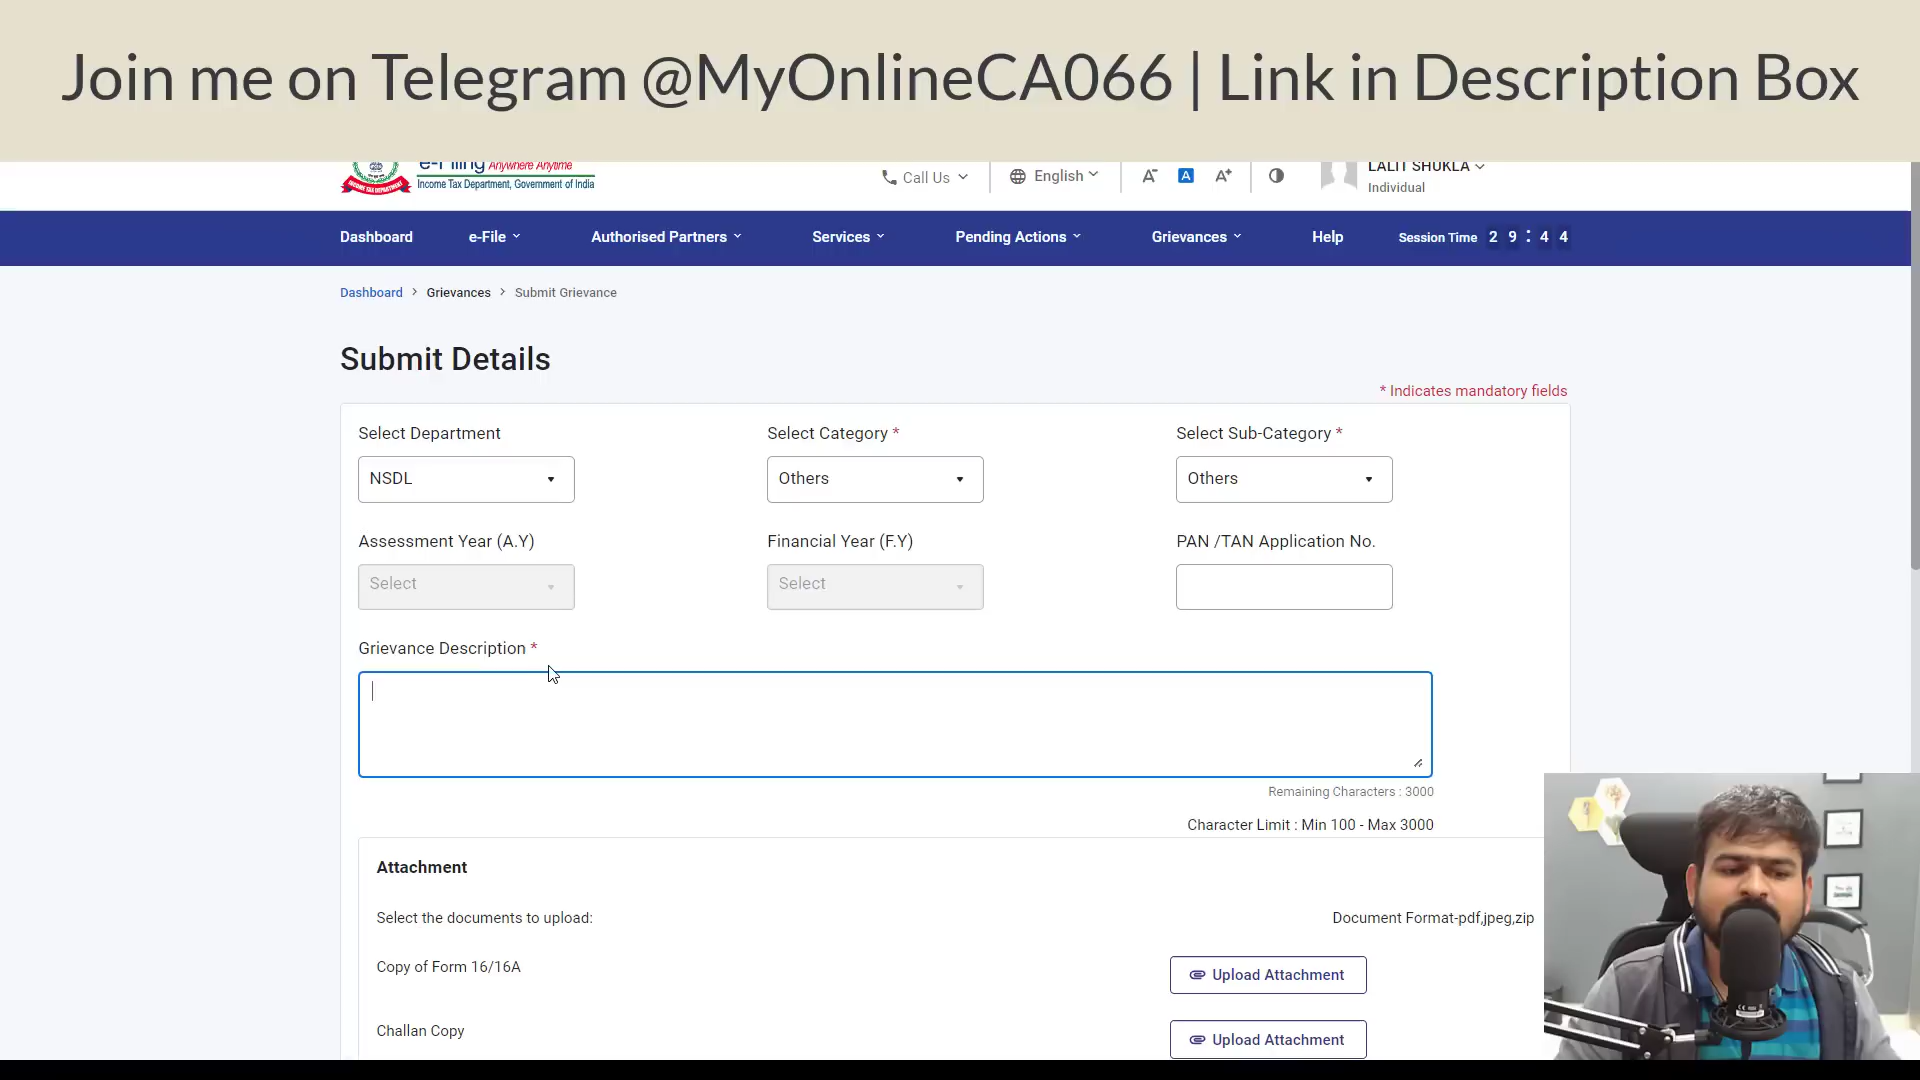 Join me on Telegram @MyOnlineCA066 | Link in Description Box
e-Filing Anywhere Anytime
Income Tax Department, Government of India
Call Us
English
A-
A
A+
LALIT SHUKLA
Individual
Dashboard
e-File
Authorised Partners
Services
Pending Actions
Grievances
Help
Session Time 2 9 : 4 4
Dashboard > Grievances > Submit Grievance
Submit Details
* Indicates mandatory fields
Select Department
Select Category *
Select Sub-Category *
NSDL
Others
Others
Assessment Year (A.Y)
Financial Year (F.Y)
PAN /TAN Application No.
Select
Select
Grievance Description *
Remaining Characters : 3000
Character Limit : Min 100 - Max 3000
Attachment
Select the documents to upload:
Document Format-pdf,jpeg,zip
Copy of Form 16/16A
Upload Attachment
Challan Copy
Upload Attachment